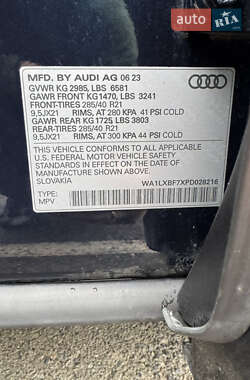 RIA.com
MFD. BY AUDI AG 06 23
GVWR KG 2985, LBS 6581
GAWR FRONT KG1470, LBS 3241
FRONT-TIRES 285/40 R21
9,5JX21 RIMS, AT 280 KPA 41 PSI COLD
GAWR REAR KG 1725, LBS 3803
REAR-TIRES 285/40 R21
9,5JX21 RIMS, AT 300 KPA 44 PSI COLD
THIS VEHICLE CONFORMS TO ALL APPLICABLE
U.S. FEDERAL MOTOR VEHICLE SAFETY
STANDARDS IN EFFECT ON THE DATE OF
MANUFACTURE SHOWN ABOVE.
SLOVAKIA WA1LXBF7XPD028216
TYPE:
MPV